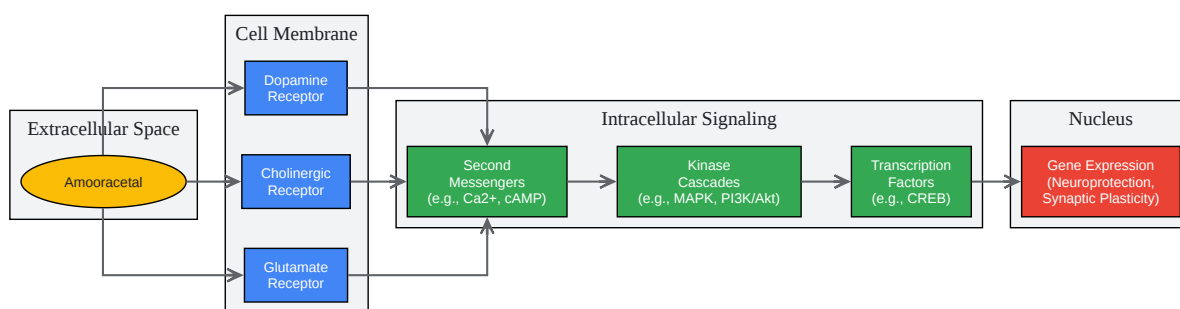 Cell Membrane
Dopamine
Receptor
Extracellular Space
Intracellular Signaling
Nucleus
Amooracetal
Cholinergic
Receptor
Second
Messengers
(e.g., Ca2+, cAMP)
Kinase
Cascades
(e.g., MAPK, PI3K/Akt)
Transcription
Factors
(e.g., CREB)
Gene Expression
(Neuroprotection,
Synaptic Plasticity)
Glutamate
Receptor